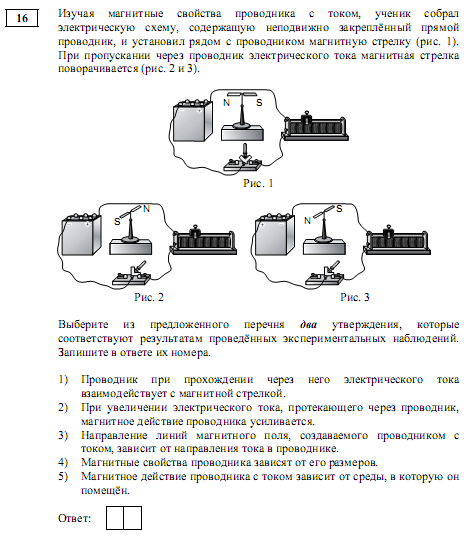 16
Изучая магнитные свойства проводника с током, ученик собрал
электрическую схему, содержащую неподвижно закреплённый прямой
проводник, и установил рядом с проводником магнитную стрелку (рис. 1).
При пропускании через проводник электрического тока магнитная стрелка
поворачивается (рис. 2 и 3).
N S
Рис. 1
S N
N S
Рис. 2 Рис. 3
Выберите из предложенного перечня два утверждения, которые
соответствуют результатам проведённых экспериментальных наблюдений.
Запишите в ответе их номера.
1) Проводник при прохождении через него электрического тока
взаимодействует с магнитной стрелкой.
2) При увеличении электрического тока, протекающего через проводник,
магнитное действие проводника усиливается.
3) Направление линий магнитного поля, создаваемого проводником с
током, зависит от направления тока в проводнике.
4) Магнитные свойства проводника зависят от его размеров.
5) Магнитное действие проводника с током зависит от среды, в которую он
помещён.
Ответ: